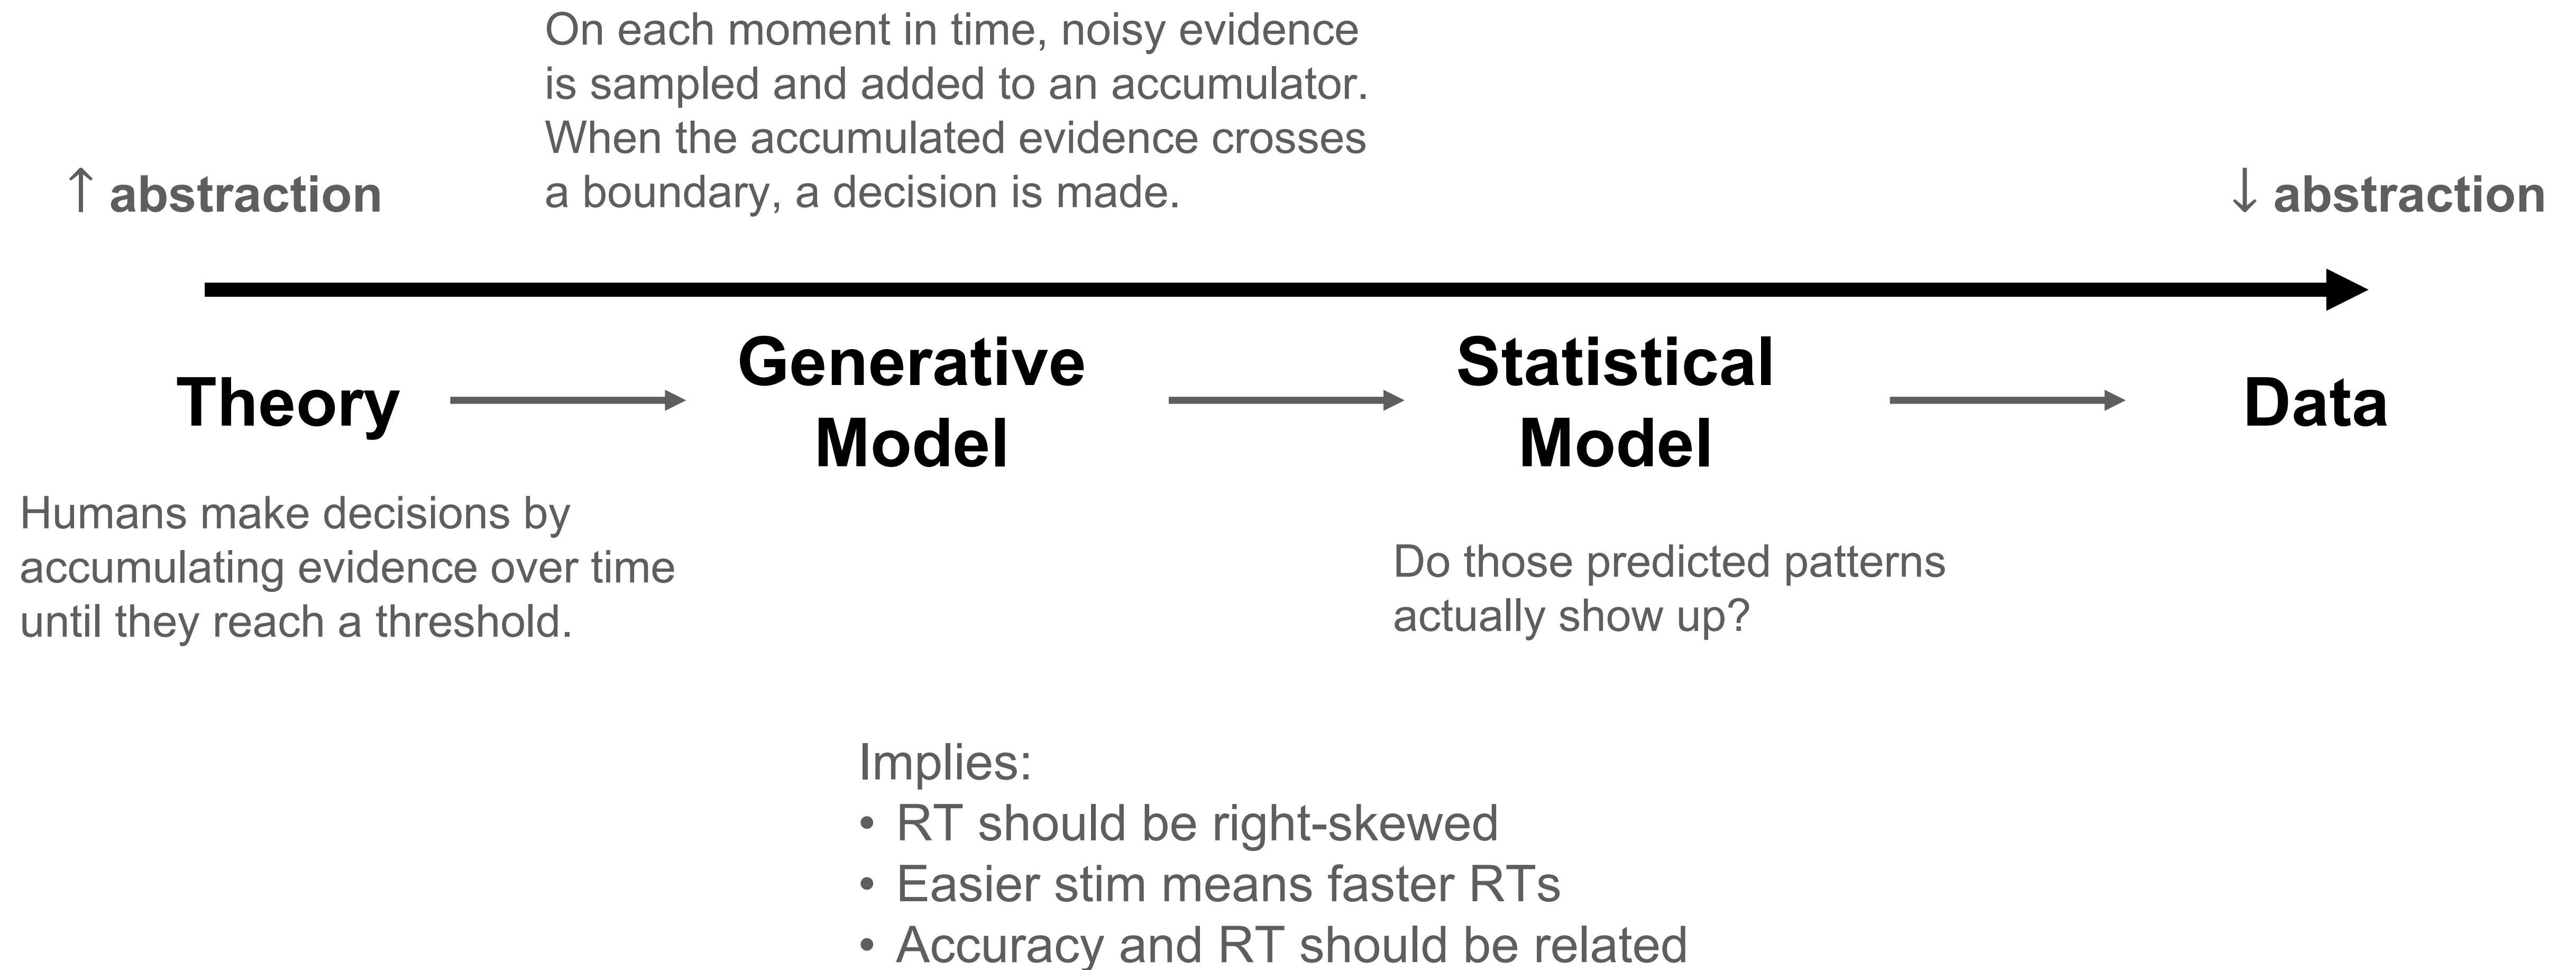 On each moment in time, noisy evidence
is sampled and added to an accumulator.
When the accumulated evidence crosses
a boundary, a decision is made.
↑ abstraction
↓ abstraction
Theory
Generative
Model
Statistical
Model
Data
Humans make decisions by
accumulating evidence over time
until they reach a threshold.
Do those predicted patterns
actually show up?
Implies:
• RT should be right-skewed
• Easier stim means faster RTs
• Accuracy and RT should be related